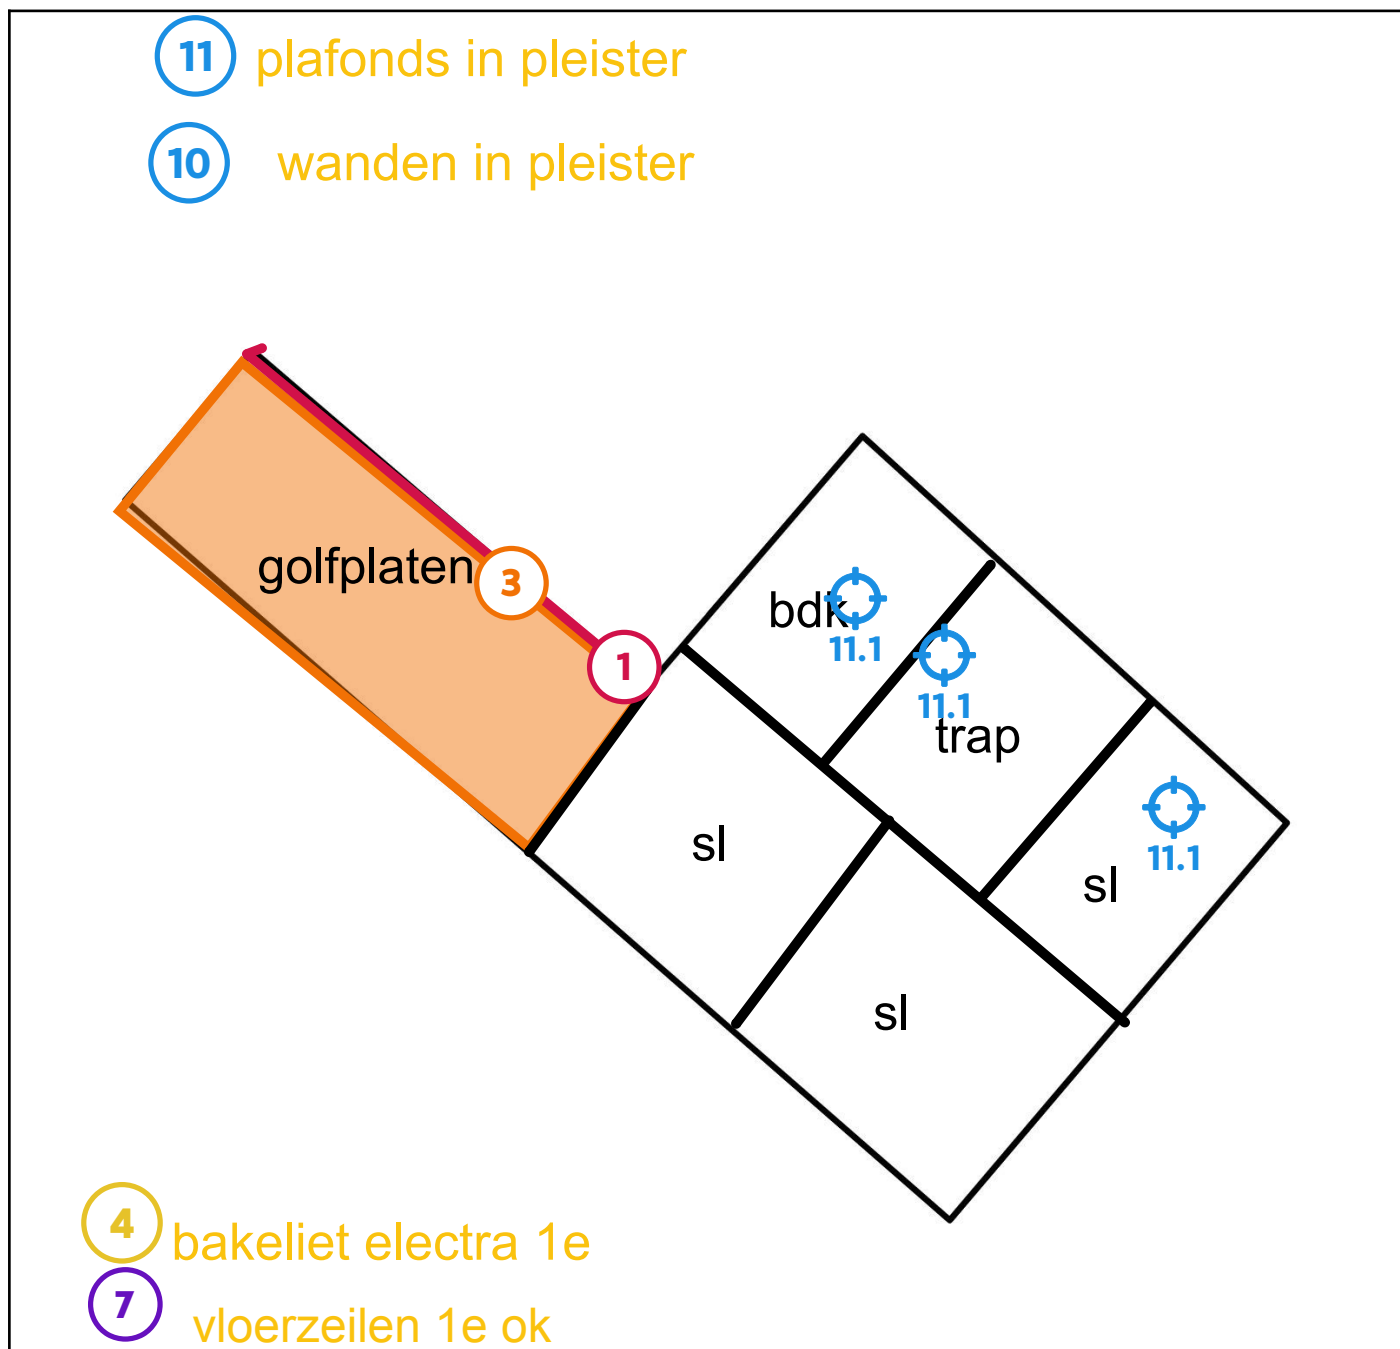 11 plafonds in pleister
10 wanden in pleister
golfplaten 3
1
bdk
11.1
11.1
trap
11.1
sl
sl
sl
4 bakeliet electra 1e
7 vloerzeilen 1e ok